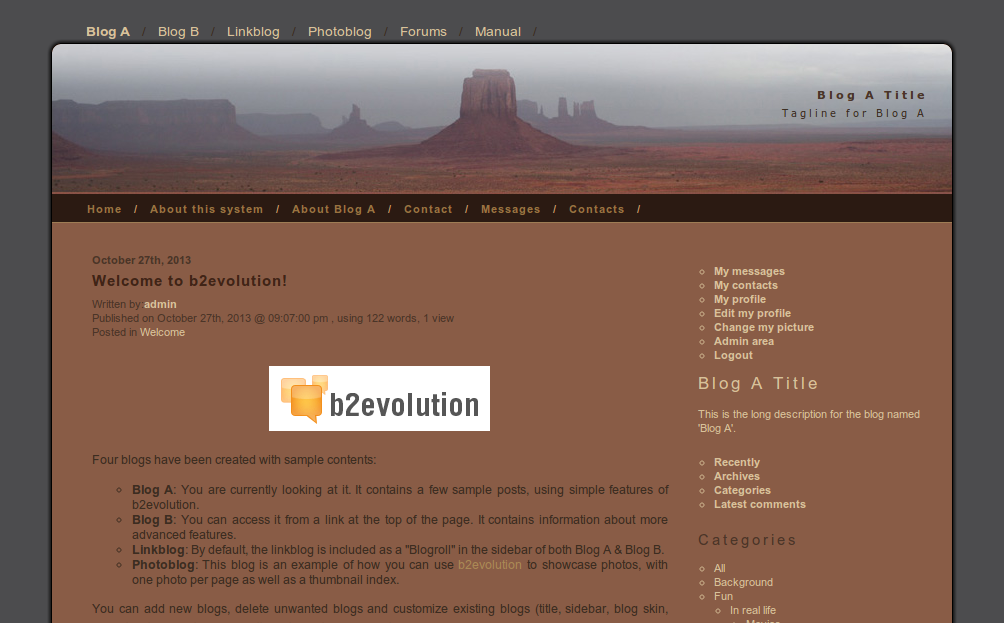 Blog A / Blog B / Linkblog / Photoblog / Forums / Manual /
Blog A Title
Tagline for Blog A
Home / About this system / About Blog A / Contact / Messages / Contacts /
October 27th, 2013
Welcome to b2evolution!
Written by admin
Published on October 27th, 2013 @ 09:07:00 pm , using 122 words, 1 view
Posted in Welcome
b2evolution
Four blogs have been created with sample contents:
Blog A: You are currently looking at it. It contains a few sample posts, using simple features of
b2evolution.
Blog B: You can access it from a link at the top of the page. It contains information about more
advanced features.
Linkblog: By default, the linkblog is included as a "Blogroll" in the sidebar of both Blog A & Blog B.
Photoblog: This blog is an example of how you can use b2evolution to showcase photos, with
one photo per page as well as a thumbnail index.
You can add new blogs, delete unwanted blogs and customize existing blogs (title, sidebar, blog skin,
My messages
My contacts
My profile
Edit my profile
Change my picture
Admin area
Logout
Blog A Title
This is the long description for the blog named
'Blog A'.
Recently
Archives
Categories
Latest comments
Categories
All
Background
Fun
In real life